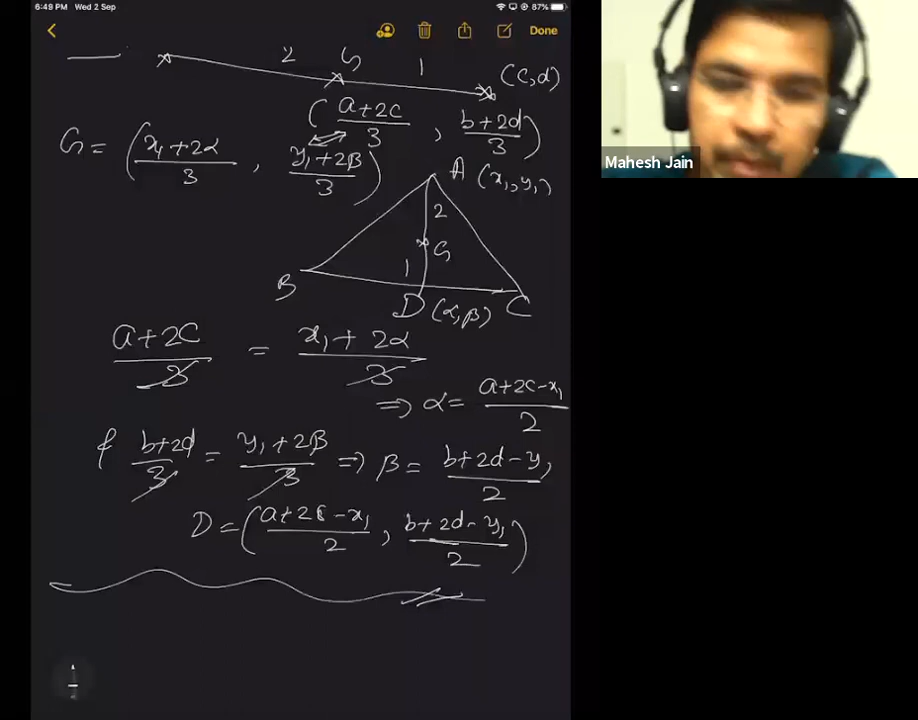 6:49 PM Wed 2 Sep
87%
Done
2 G 1 (c,d)
(a+2c/3, b+2d/3)
G = (x₁+2α/3, y₁+2β/3)
A (x₁,y₁)
2
G
1
B D (α,β) C
a+2c/3 = x₁+2α/3
⇒ α = a+2c-x₁/2
b+2d/3 = y₁+2β/3 ⇒ β = b+2d-y₁/2
D = (a+2c-x₁/2, b+2d-y₁/2)
Mahesh Jain